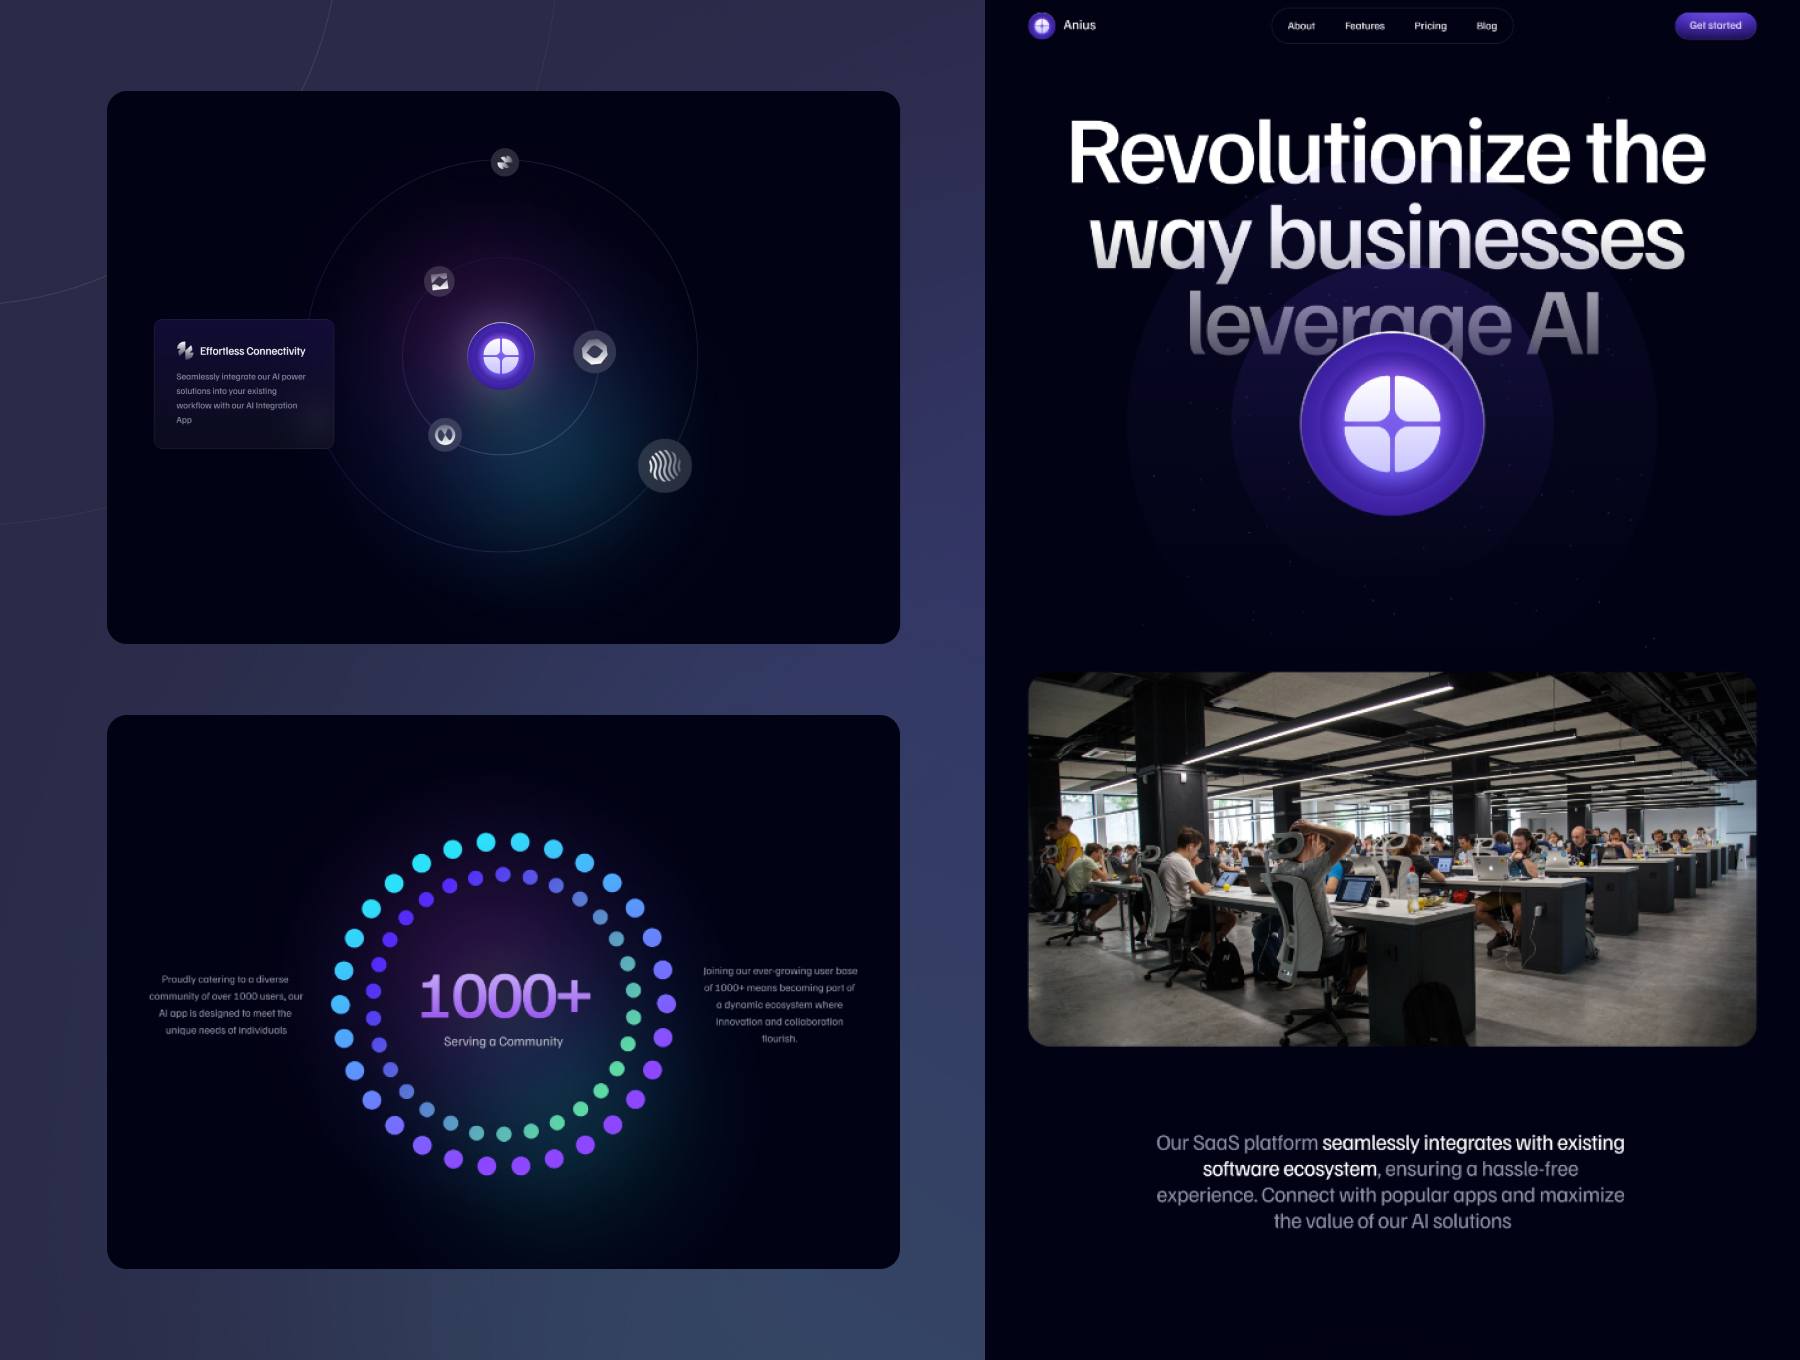 Effortless Connectivity
Seamlessly integrate our AI power
solutions into your existing
workflow with our AI Integration
App
Proudly catering to a diverse
community of over 1000 users, our
AI app is designed to meet the
unique needs of individuals
1000+
Serving a Community
Joining our ever-growing user base
of 1000+ means becoming part of
a dynamic ecosystem where
innovation and collaboration
flourish.
Anius
About
Features
Pricing
Blog
Get started
Revolutionize the
way businesses
leverage AI
Our SaaS platform seamlessly integrates with existing
software ecosystem, ensuring a hassle-free
experience. Connect with popular apps and maximize
the value of our AI solutions